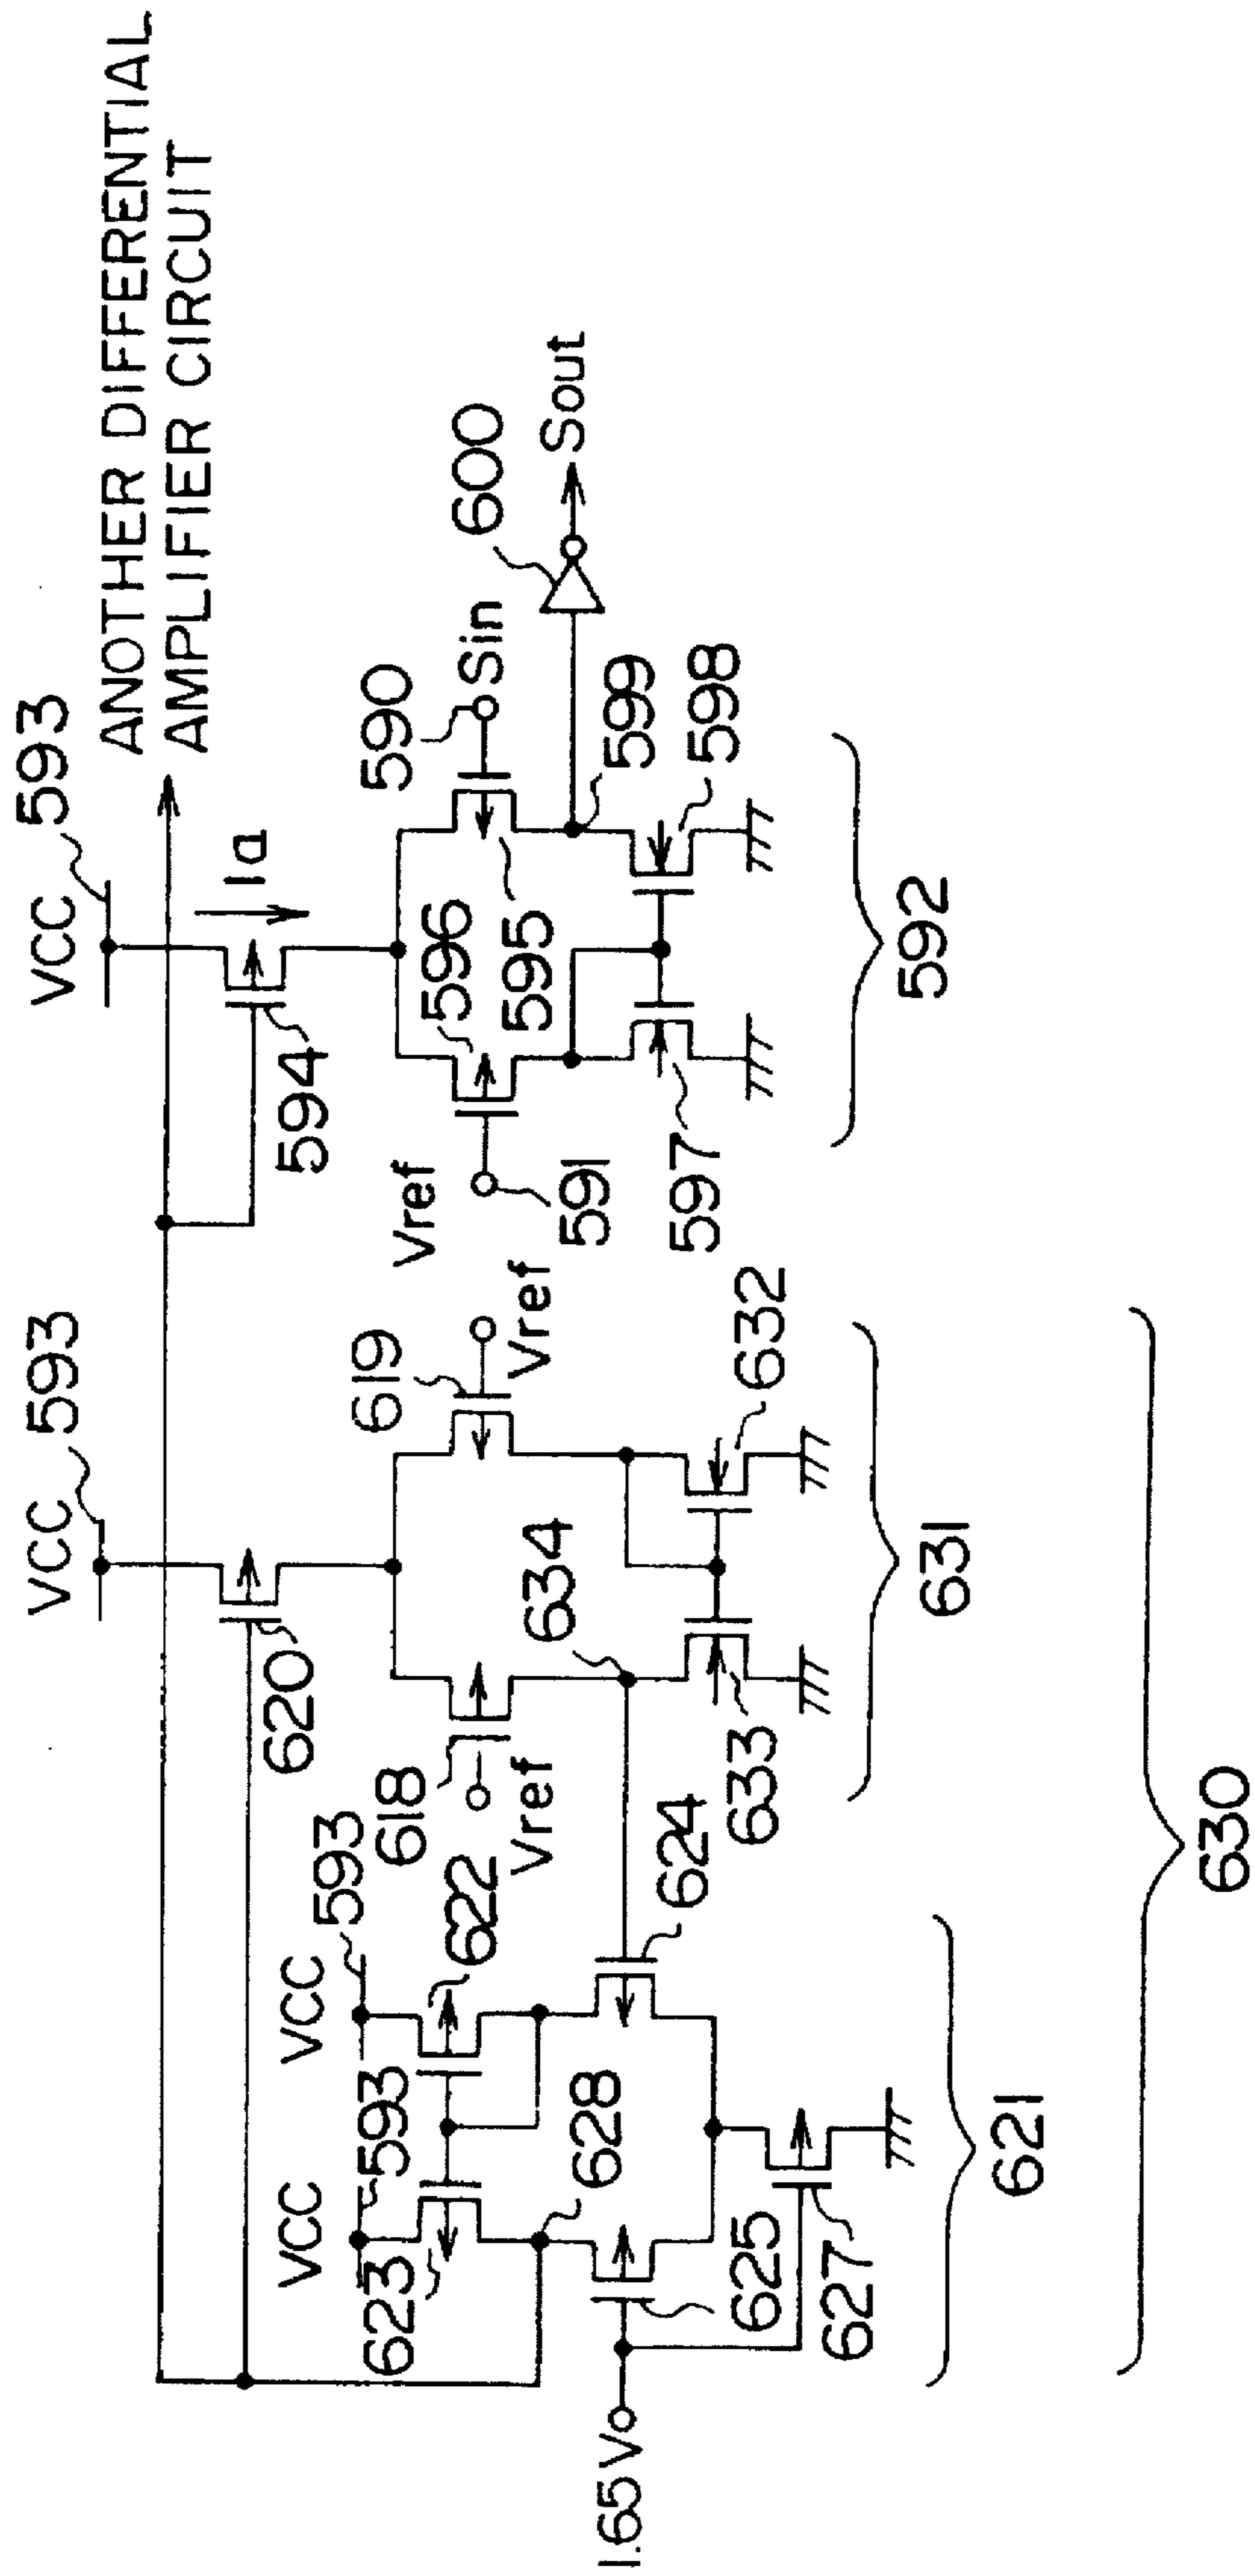 ANOTHER DIFFERENTIAL
AMPLIFIER CIRCUIT
VCC 593
VCC 593
Ia
594
620
596
595
590
Sin
600
Sout
599
598
597
591
Vref
592
619
Vref
618
Vref
634
632
633
631
VCC
593
622
VCC
593
623
628
624
625
627
1.65V
621
630